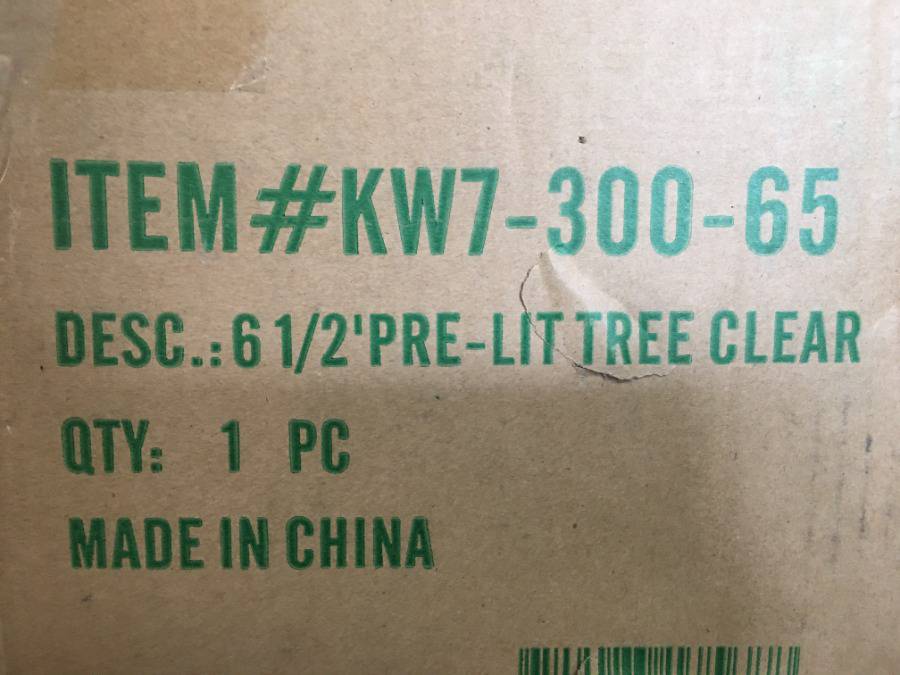 ITEM#KW7-300-65
DESC.: 6 1/2'PRE-LIT TREE CLEAR
QTY: 1 PC
MADE IN CHINA